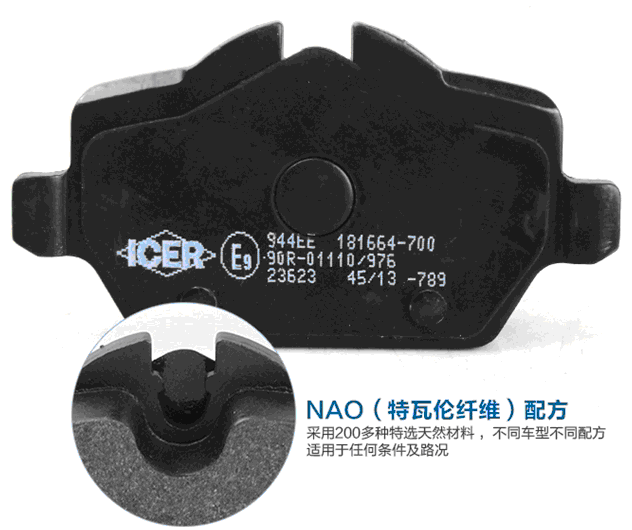 ICER
E9
944EE 181664-700
90R-01110/976
23623 45/13 -789
NAO（特瓦伦纤维）配方
采用200多种特选天然材料，不同车型不同配方
适用于任何条件及路况